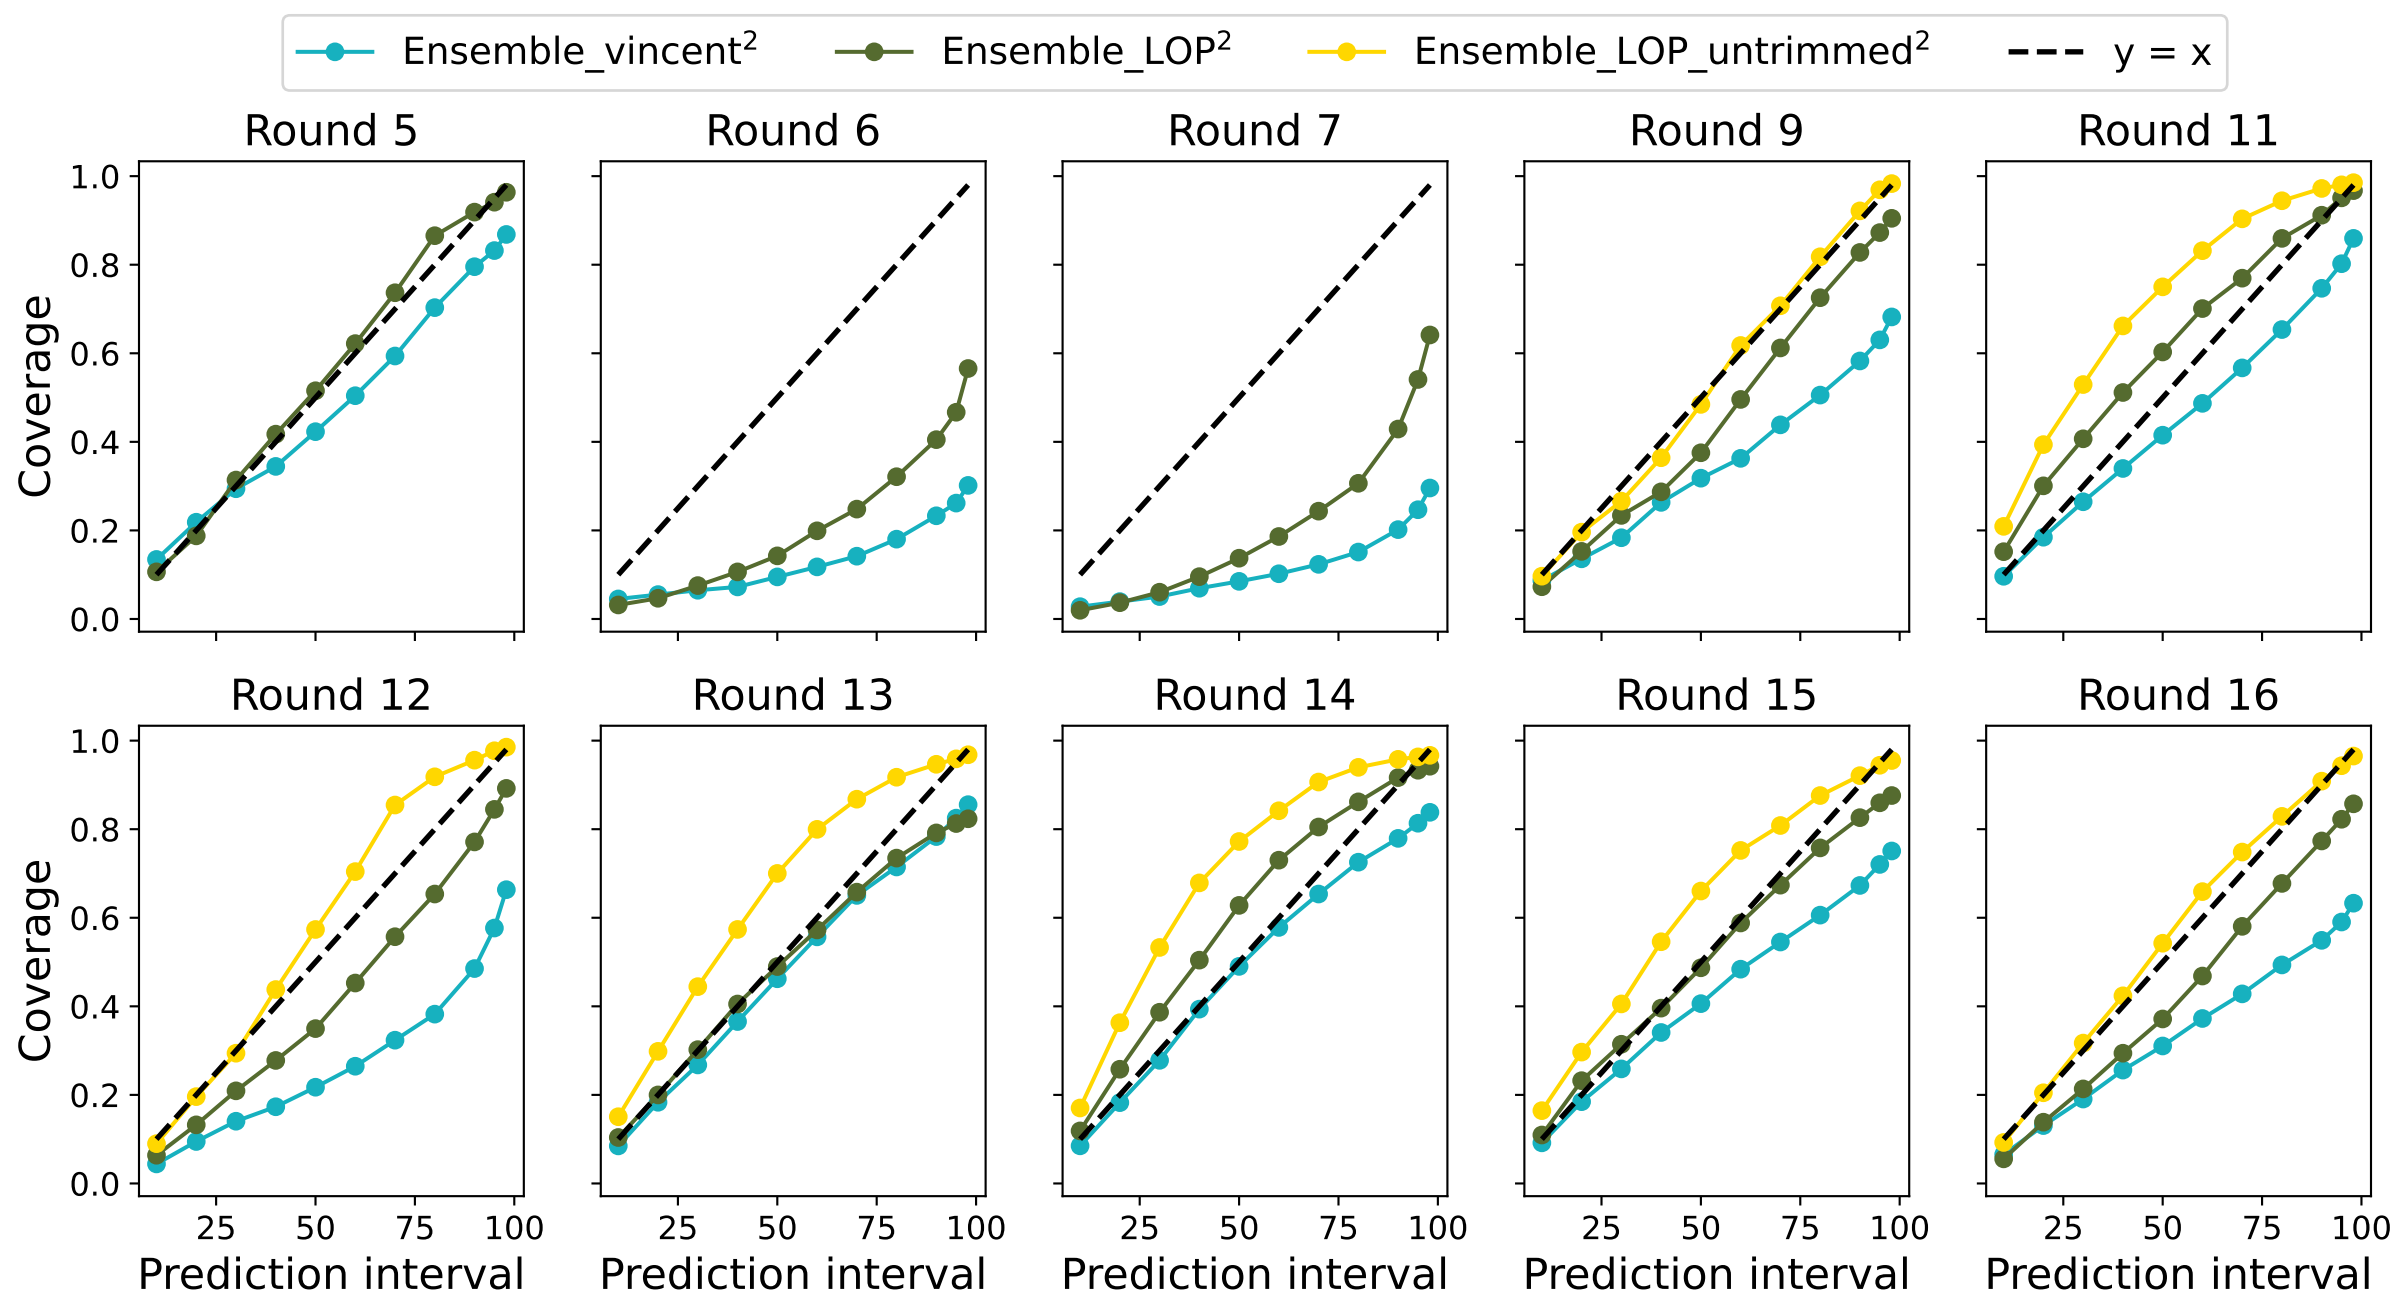 Ensemble_vincent² Ensemble_LOP² Ensemble_LOP_untrimmed² y = x
Round 5 Round 6 Round 7 Round 9 Round 11
Coverage
1.0
0.8
0.6
0.4
0.2
0.0
Round 12 Round 13 Round 14 Round 15 Round 16
Coverage
1.0
0.8
0.6
0.4
0.2
0.0
25 50 75 100 25 50 75 100 25 50 75 100 25 50 75 100 25 50 75 100
Prediction interval Prediction interval Prediction interval Prediction interval Prediction interval